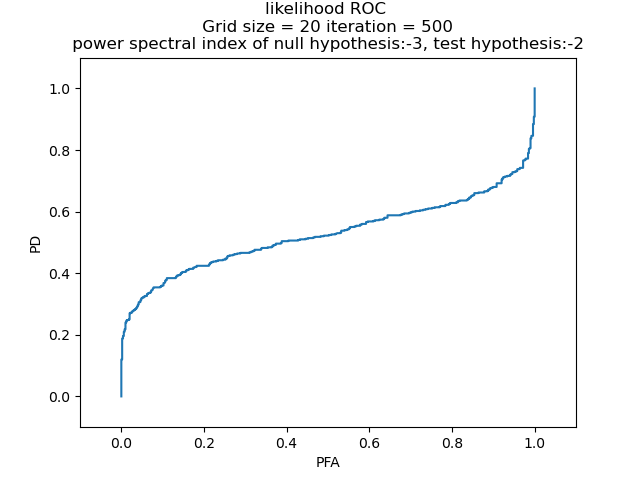 likelihood ROC
Grid size = 20 iteration = 500
power spectral index of null hypothesis:-3, test hypothesis:-2
1.0
0.8
0.6
0.4
0.2
0.0
PD
0.0 0.2 0.4 0.6 0.8 1.0
PFA